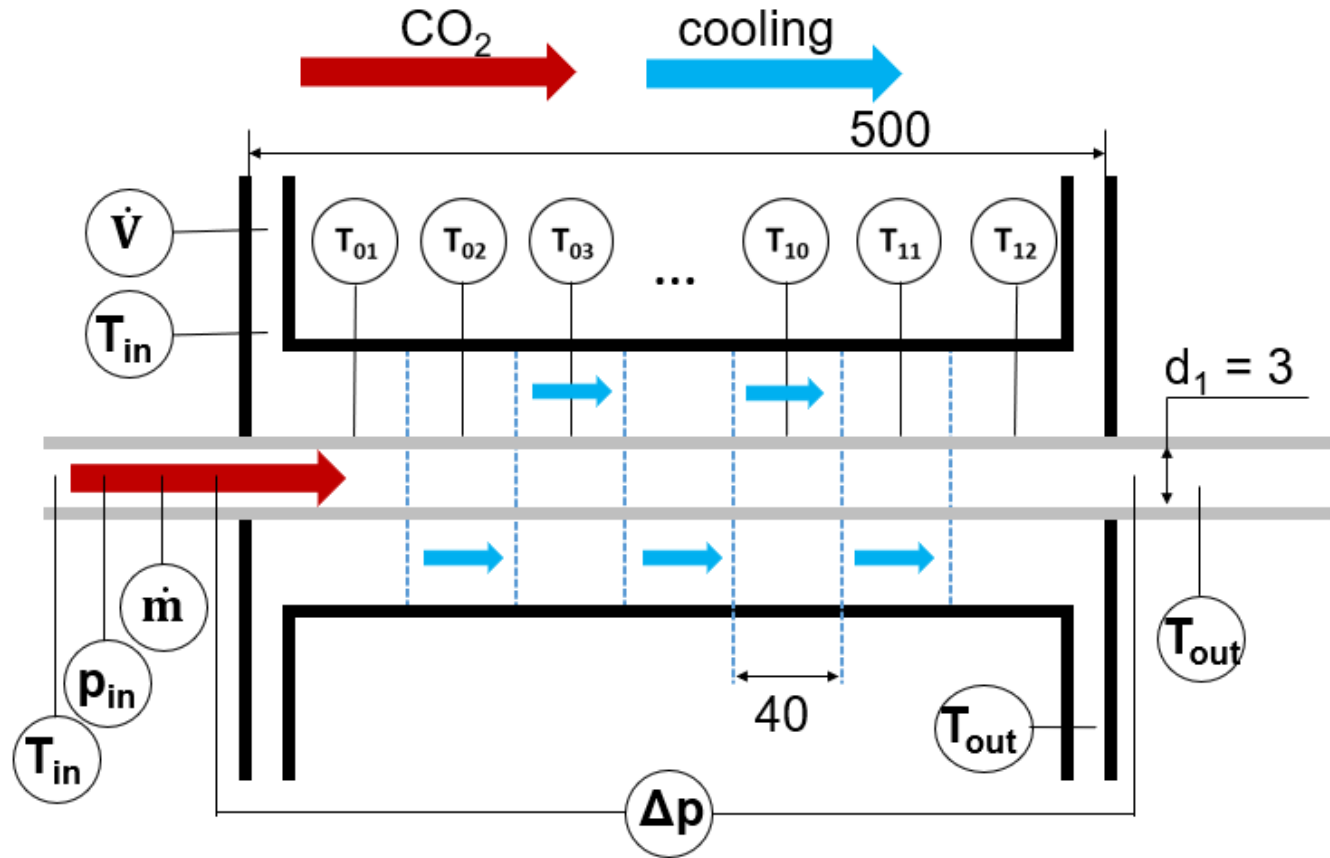 CO₂
cooling
500
V̇
T₀₁
T₀₂
T₀₃
...
T₁₀
T₁₁
T₁₂
Tin
d₁ = 3
ṁ
pin
Tin
40
Tout
Tout
Δp